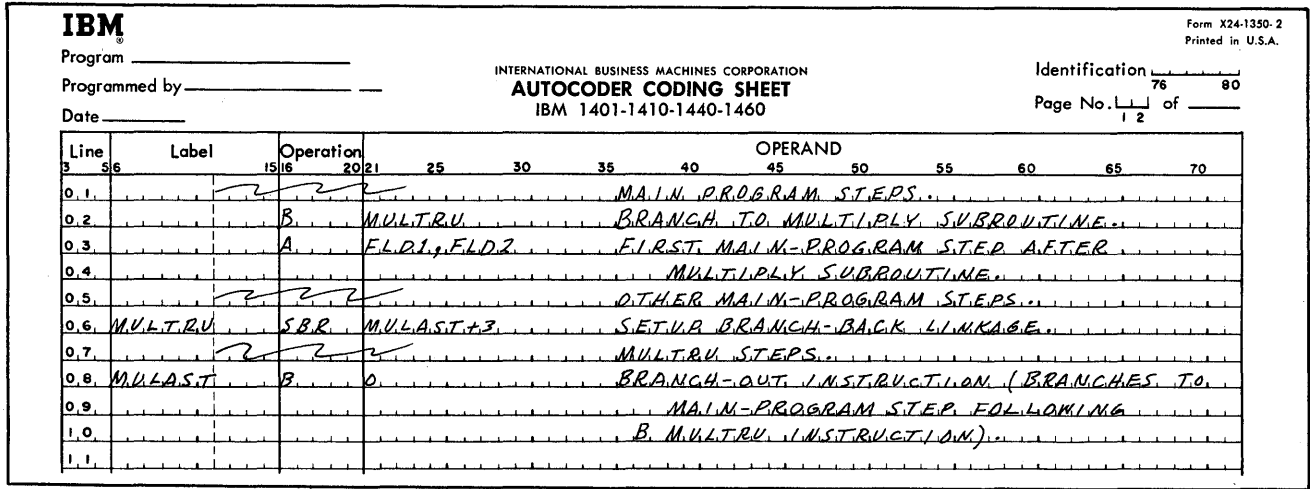 IBM®
Form X24-1350-2
Printed in U.S.A.
Program
INTERNATIONAL BUSINESS MACHINES CORPORATION
Identification
76 80
Programmed by
AUTOCODER CODING SHEET
IBM 1401-1410-1440-1460
Page No. of
1 2
Date
Line Label Operation OPERAND
3 5 6 15 16 20 21 25 30 35 40 45 50 55 60 65 70
0 1 MAIN PROGRAM STEPS.
0 2 B MULTRU BRANCH TO MULTIPLY SUBROUTINE.
0 3 A FLD1,FLD2 FIRST MAIN-PROGRAM STEP AFTER
0 4 MULTIPLY SUBROUTINE.
0 5 OTHER MAIN-PROGRAM STEPS.
0 6 MULTRU SBR MULAST+3 SETUP BRANCH-BACK LINKAGE.
0 7 MULTRU STEPS.
0 8 MULAST B 0 BRANCH-OUT INSTRUCTION (BRANCHES TO
0 9 MAIN-PROGRAM STEP FOLLOWING
1 0 B MULTRU INSTRUCTION).
1 1